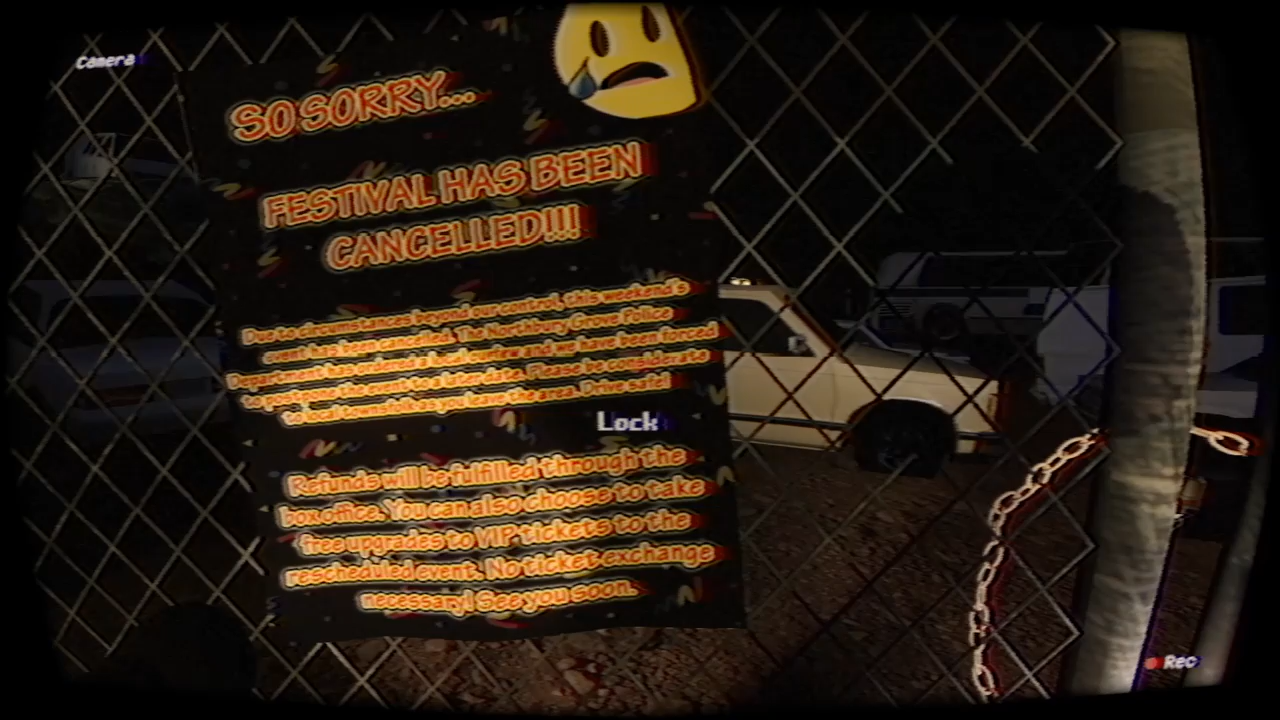 Camera
SO SORRY...
FESTIVAL HAS BEEN
CANCELLED!!!
Due to circumstances beyond our control, this weekend's
event has been cancelled. The Northbury Grove Police
Department has ordered a local curfew and we have been forced
to postpone the event to a later date. Please be considerate
to local townsfolk as you leave the area. Drive safe!
Lock
Refunds will be fulfilled through the
box office. You can also choose to take
free upgrades to VIP tickets to the
rescheduled event. No ticket exchange
necessary! See you soon.
Rec